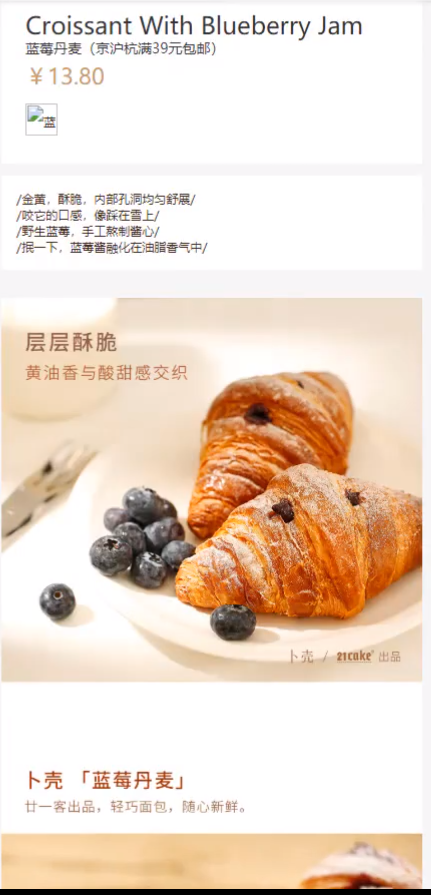 Croissant With Blueberry Jam
蓝莓丹麦（京沪杭满39元包邮）
￥13.80
蓝
/金黄，酥脆，内部孔洞均匀舒展/
/咬它的口感，像踩在雪上/
/野生蓝莓，手工熬制酱心/
/抿一下，蓝莓酱融化在油脂香气中/
层层酥脆
黄油香与酸甜感交织
卜壳 / 21cake® 出品
卜壳 「蓝莓丹麦」
廿一客出品，轻巧面包，随心新鲜。